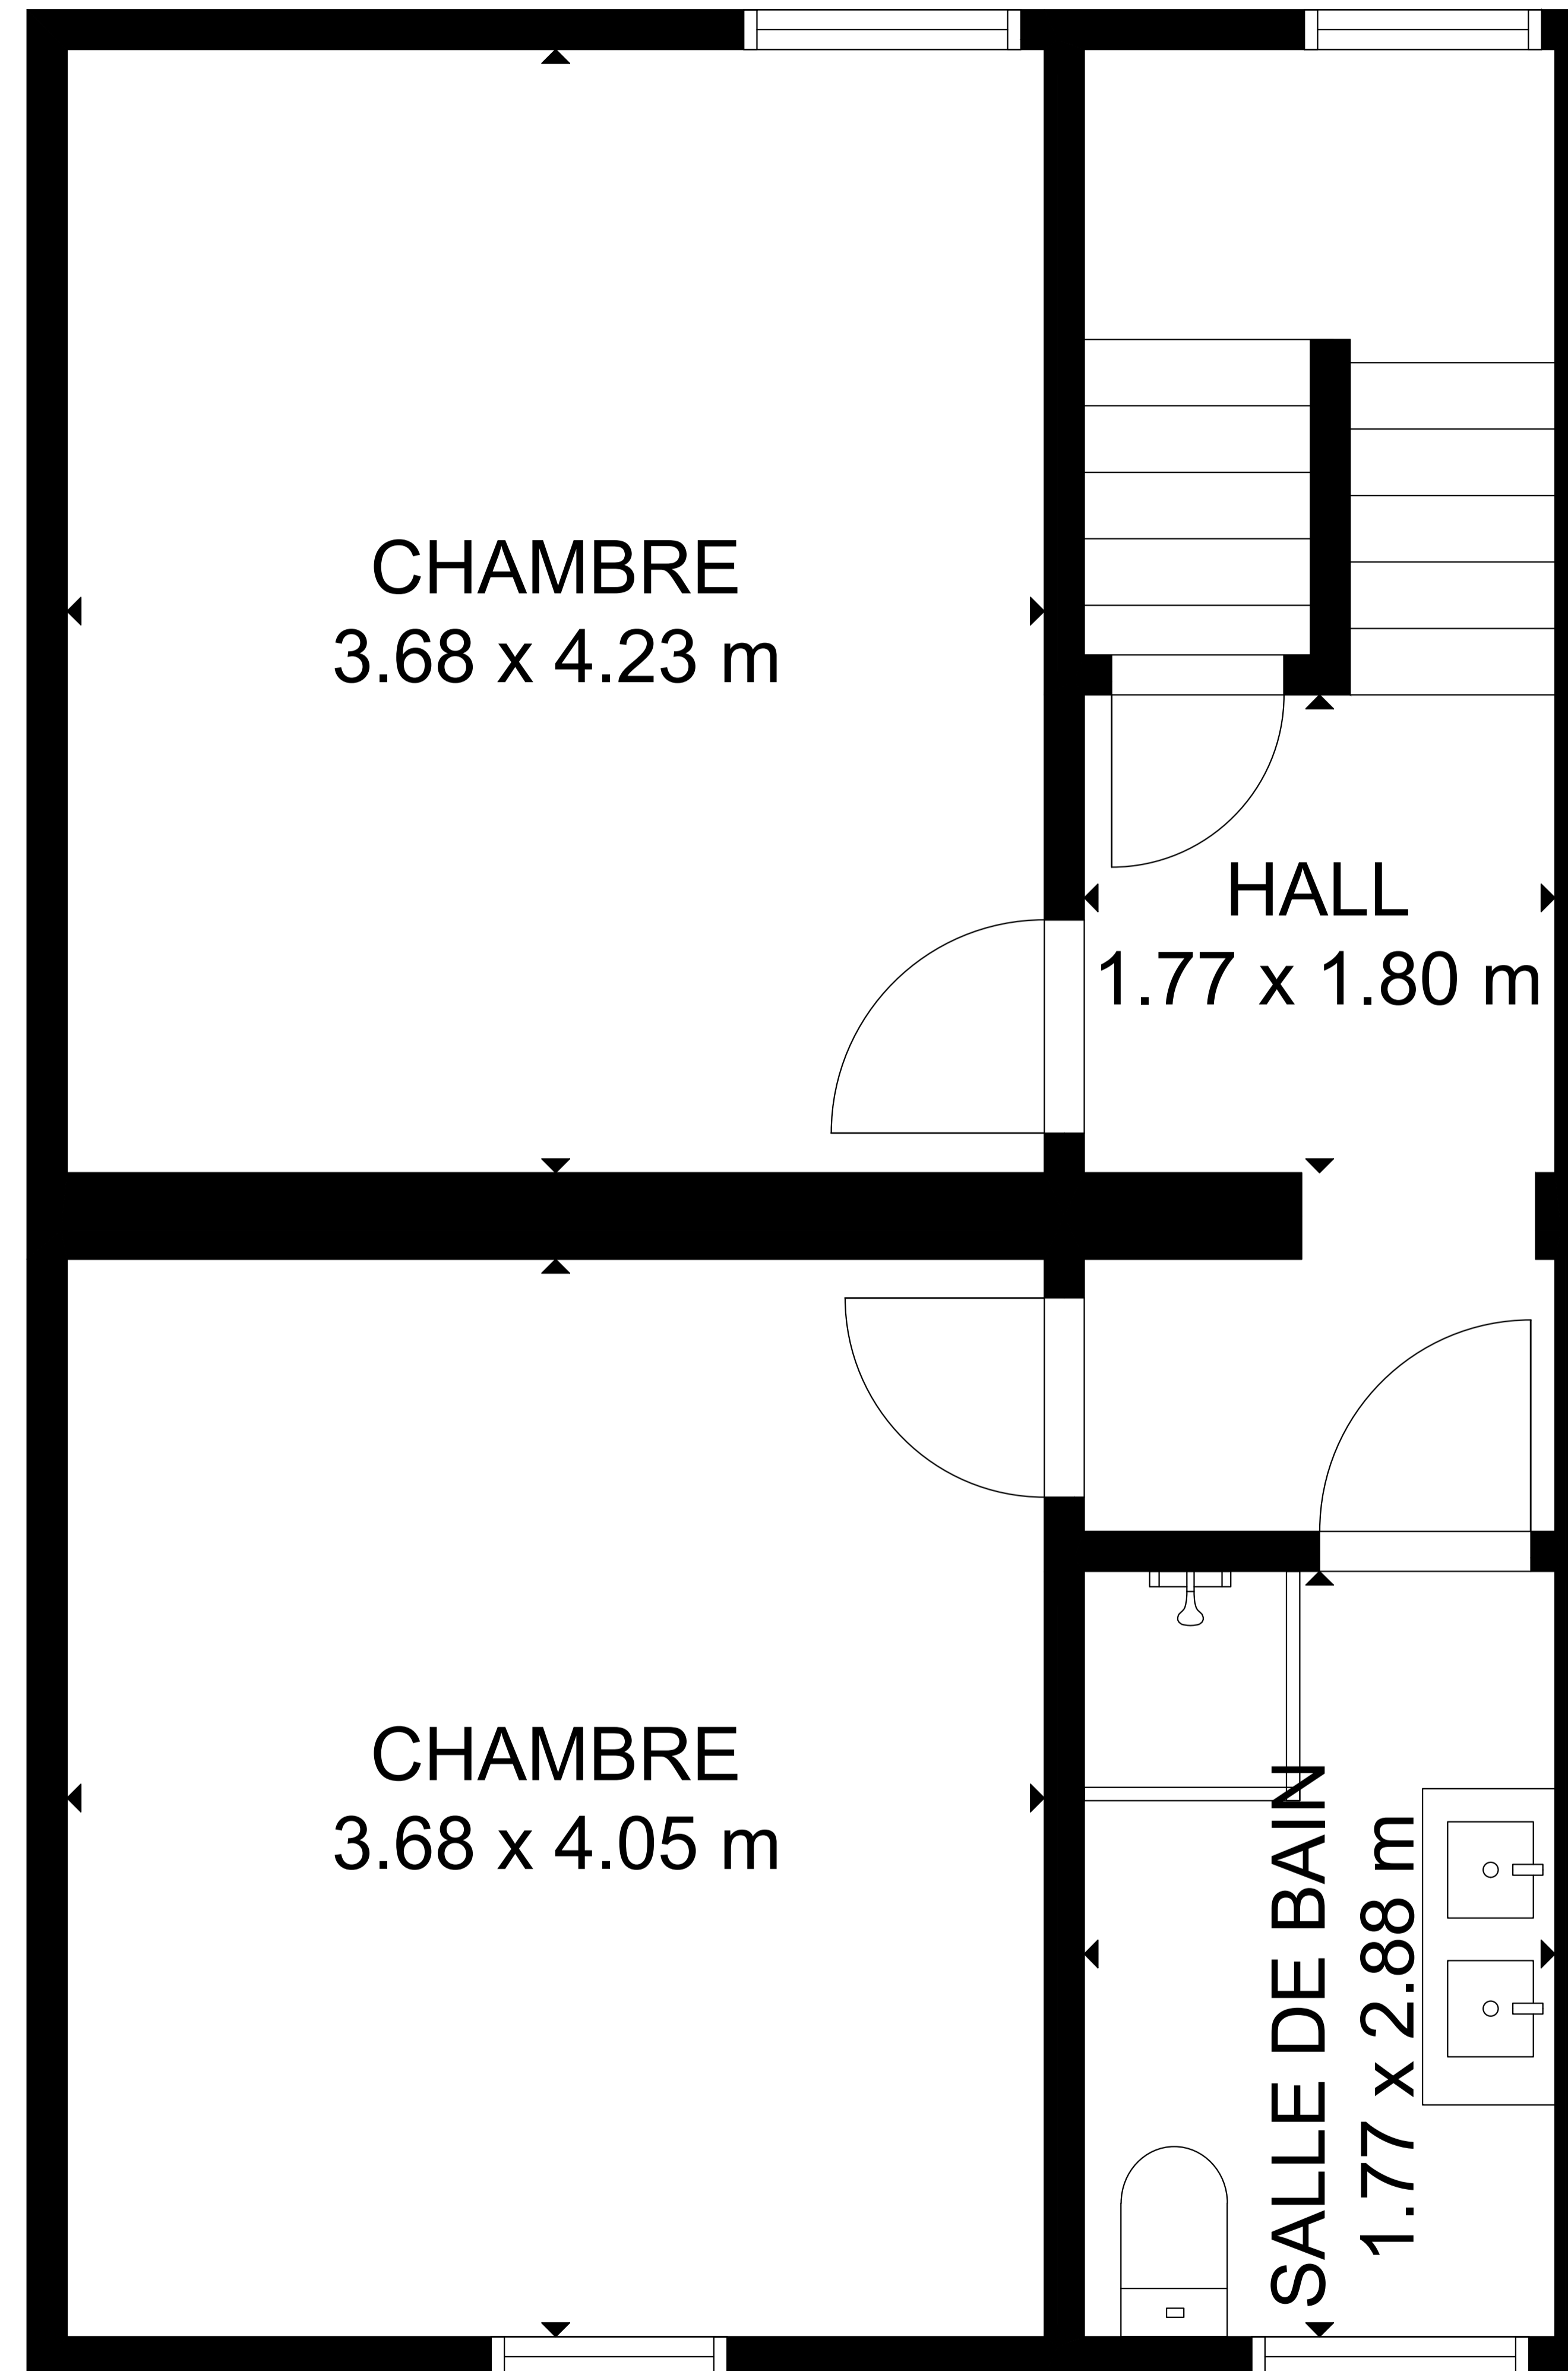 CHAMBRE
3.68 x 4.23 m
HALL
1.77 x 1.80 m
CHAMBRE
3.68 x 4.05 m
SALLE DE BAIN
1.77 x 2.88 m